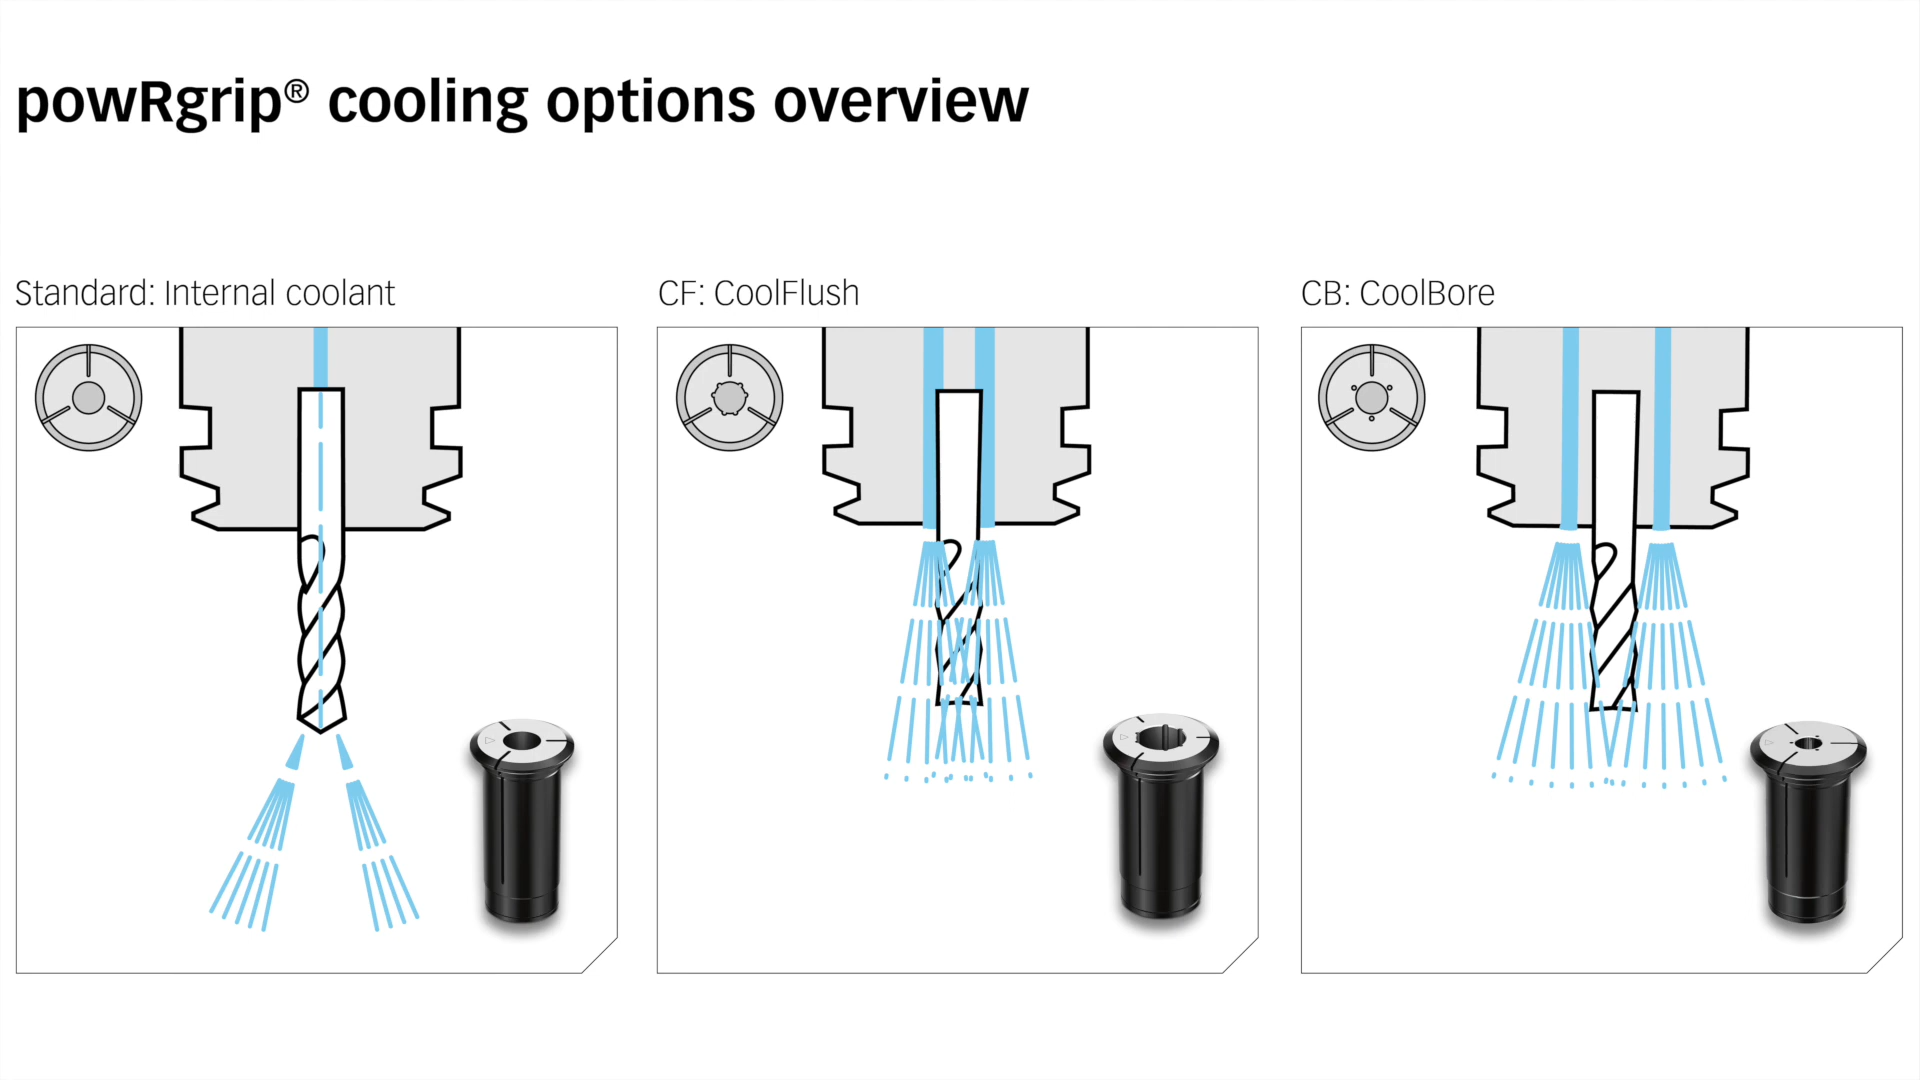 powRgrip® cooling options overview
Standard: Internal coolant
CF: CoolFlush
CB: CoolBore